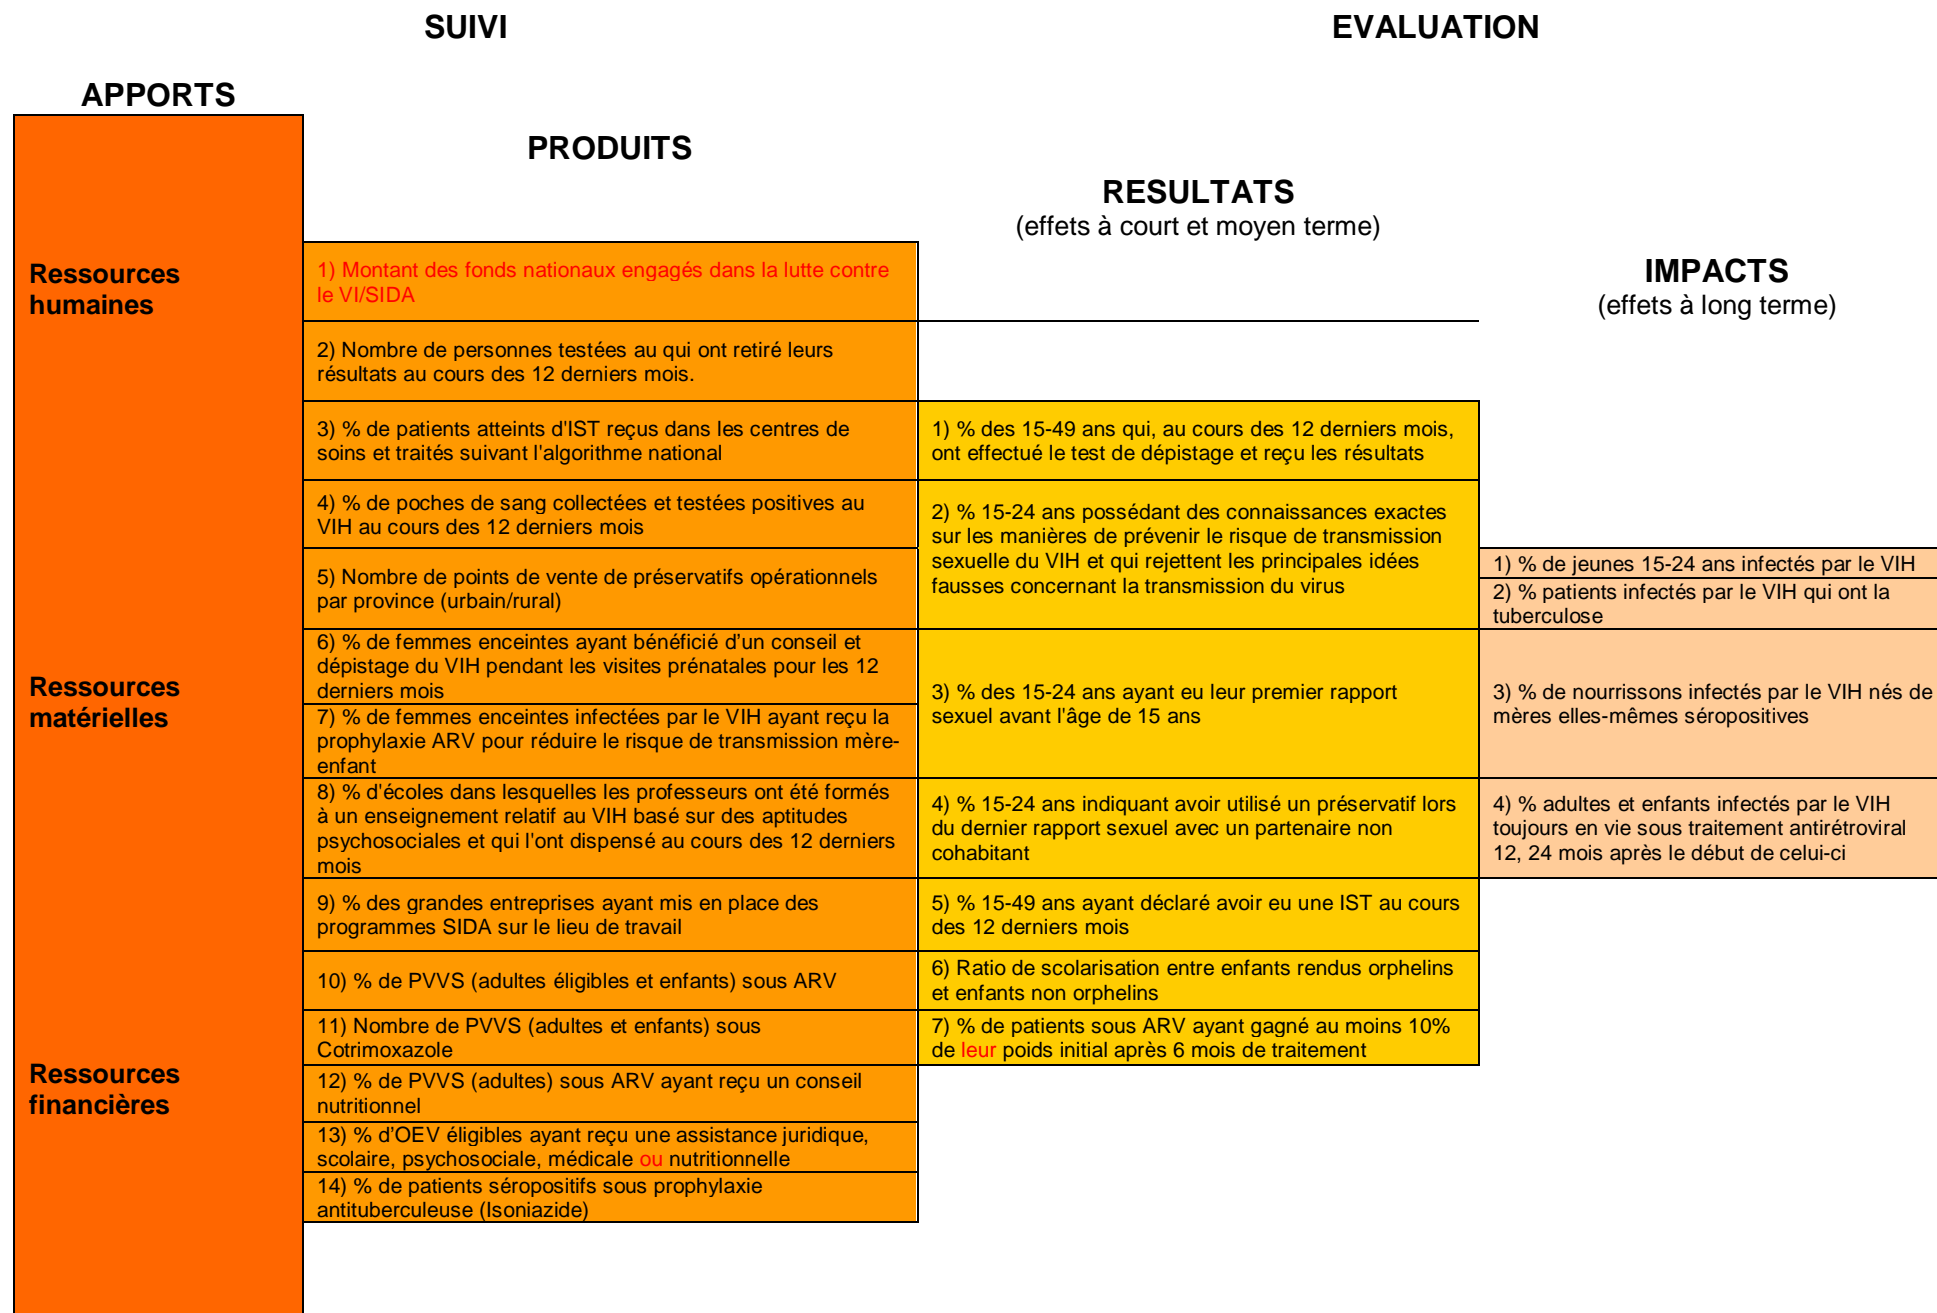 SUIVI
EVALUATION
APPORTS
PRODUITS
RESULTATS
(effets à court et moyen terme)
IMPACTS
(effets à long terme)
Ressources
humaines
Ressources
matérielles
Ressources
financières
1) Montant des fonds nationaux engagés dans la lutte contre
le VI/SIDA
2) Nombre de personnes testées au qui ont retiré leurs
résultats au cours des 12 derniers mois.
3) % de patients atteints d'IST reçus dans les centres de
soins et traités suivant l'algorithme national
4) % de poches de sang collectées et testées positives au
VIH au cours des 12 derniers mois
5) Nombre de points de vente de préservatifs opérationnels
par province (urbain/rural)
6) % de femmes enceintes ayant bénéficié d'un conseil et
dépistage du VIH pendant les visites prénatales pour les 12
derniers mois
7) % de femmes enceintes infectées par le VIH ayant reçu la
prophylaxie ARV pour réduire le risque de transmission mère-
enfant
8) % d'écoles dans lesquelles les professeurs ont été formés
à un enseignement relatif au VIH basé sur des aptitudes
psychosociales et qui l'ont dispensé au cours des 12 derniers
mois
9) % des grandes entreprises ayant mis en place des
programmes SIDA sur le lieu de travail
10) % de PVVS (adultes éligibles et enfants) sous ARV
11) Nombre de PVVS (adultes et enfants) sous
Cotrimoxazole
12) % de PVVS (adultes) sous ARV ayant reçu un conseil
nutritionnel
13) % d'OEV éligibles ayant reçu une assistance juridique,
scolaire, psychosociale, médicale ou nutritionnelle
14) % de patients séropositifs sous prophylaxie
antituberculeuse (Isoniazide)
1) % des 15-49 ans qui, au cours des 12 derniers mois,
ont effectué le test de dépistage et reçu les résultats
2) % 15-24 ans possédant des connaissances exactes
sur les manières de prévenir le risque de transmission
sexuelle du VIH et qui rejettent les principales idées
fausses concernant la transmission du virus
3) % des 15-24 ans ayant eu leur premier rapport
sexuel avant l'âge de 15 ans
4) % 15-24 ans indiquant avoir utilisé un préservatif lors
du dernier rapport sexuel avec un partenaire non
cohabitant
5) % 15-49 ans ayant déclaré avoir eu une IST au cours
des 12 derniers mois
6) Ratio de scolarisation entre enfants rendus orphelins
et enfants non orphelins
7) % de patients sous ARV ayant gagné au moins 10%
de leur poids initial après 6 mois de traitement
1) % de jeunes 15-24 ans infectés par le VIH
2) % patients infectés par le VIH qui ont la
tuberculose
3) % de nourrissons infectés par le VIH nés de
mères elles-mêmes séropositives
4) % adultes et enfants infectés par le VIH
toujours en vie sous traitement antirétroviral
12, 24 mois après le début de celui-ci